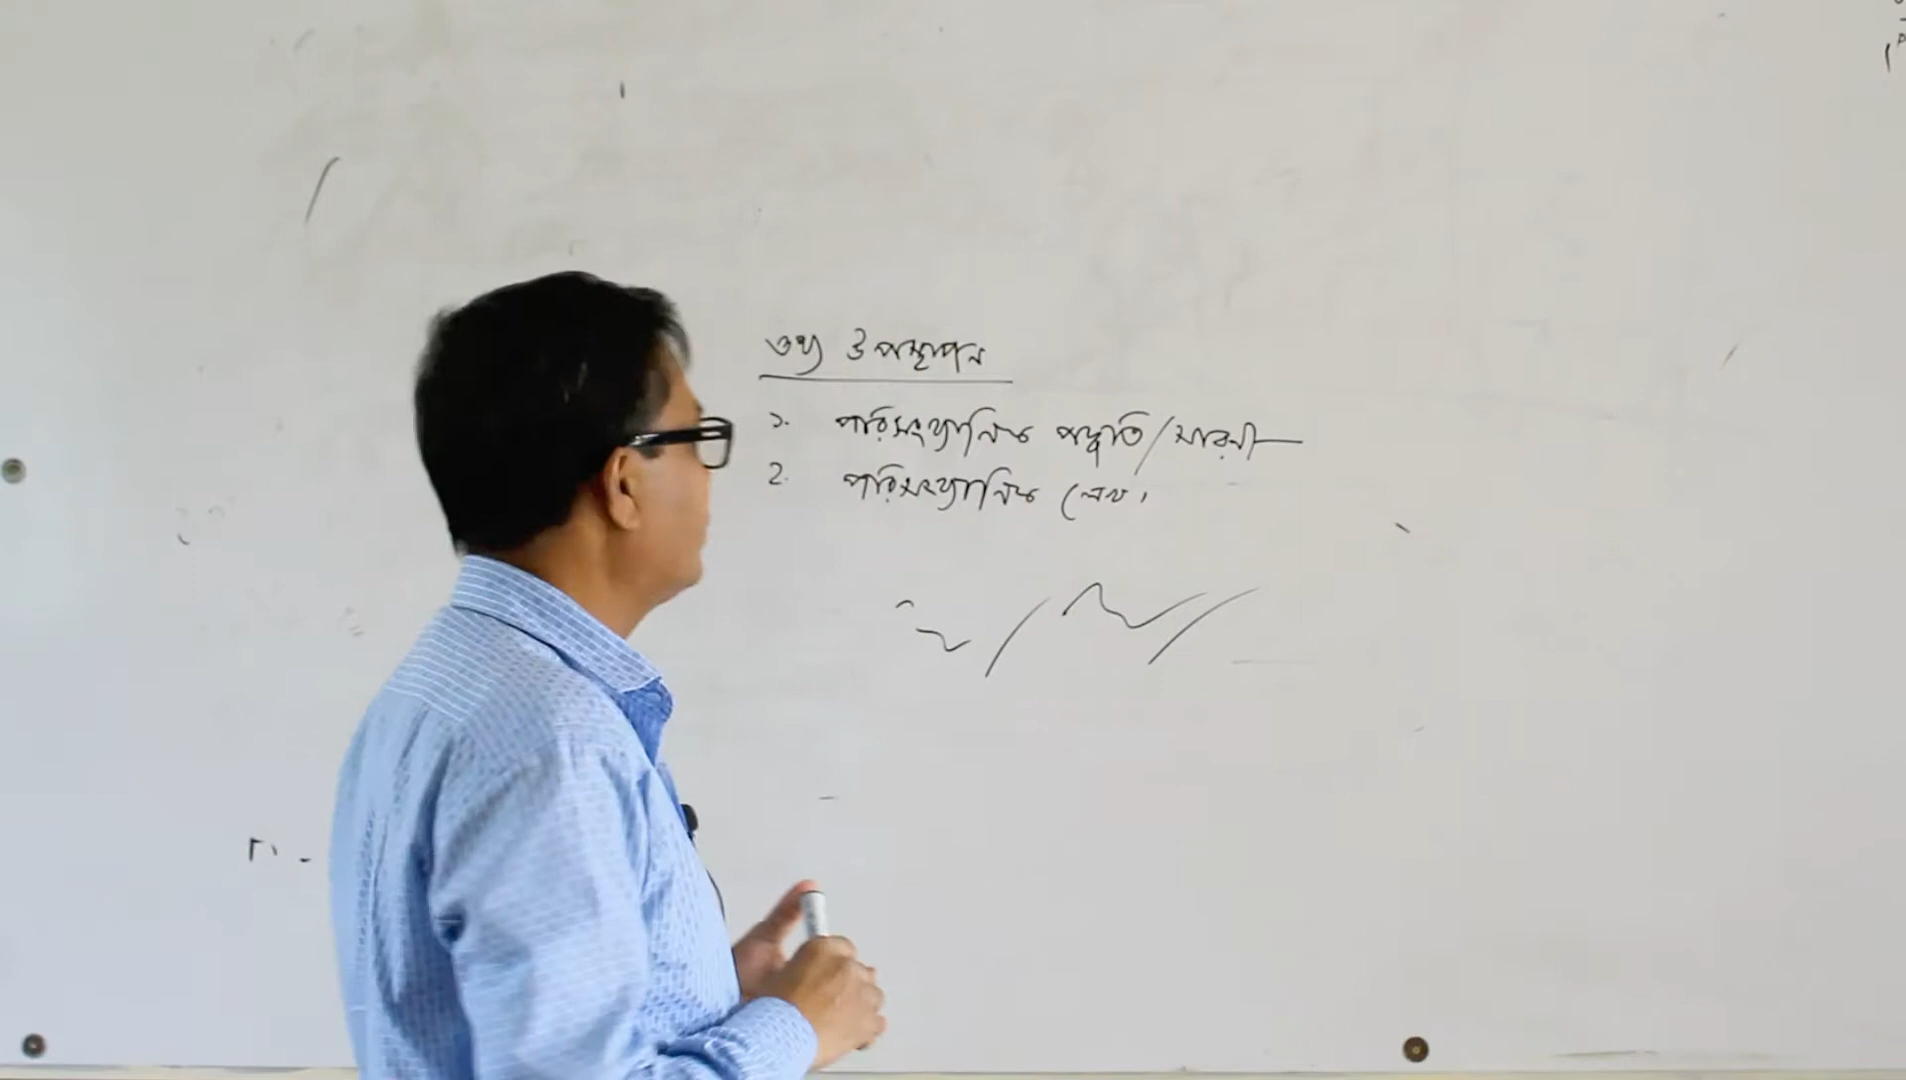 তথ্য উপস্থাপন
১. পরিসংখ্যানিক পদ্ধতি/সারণী
2. পরিসংখ্যানিক লেখ।